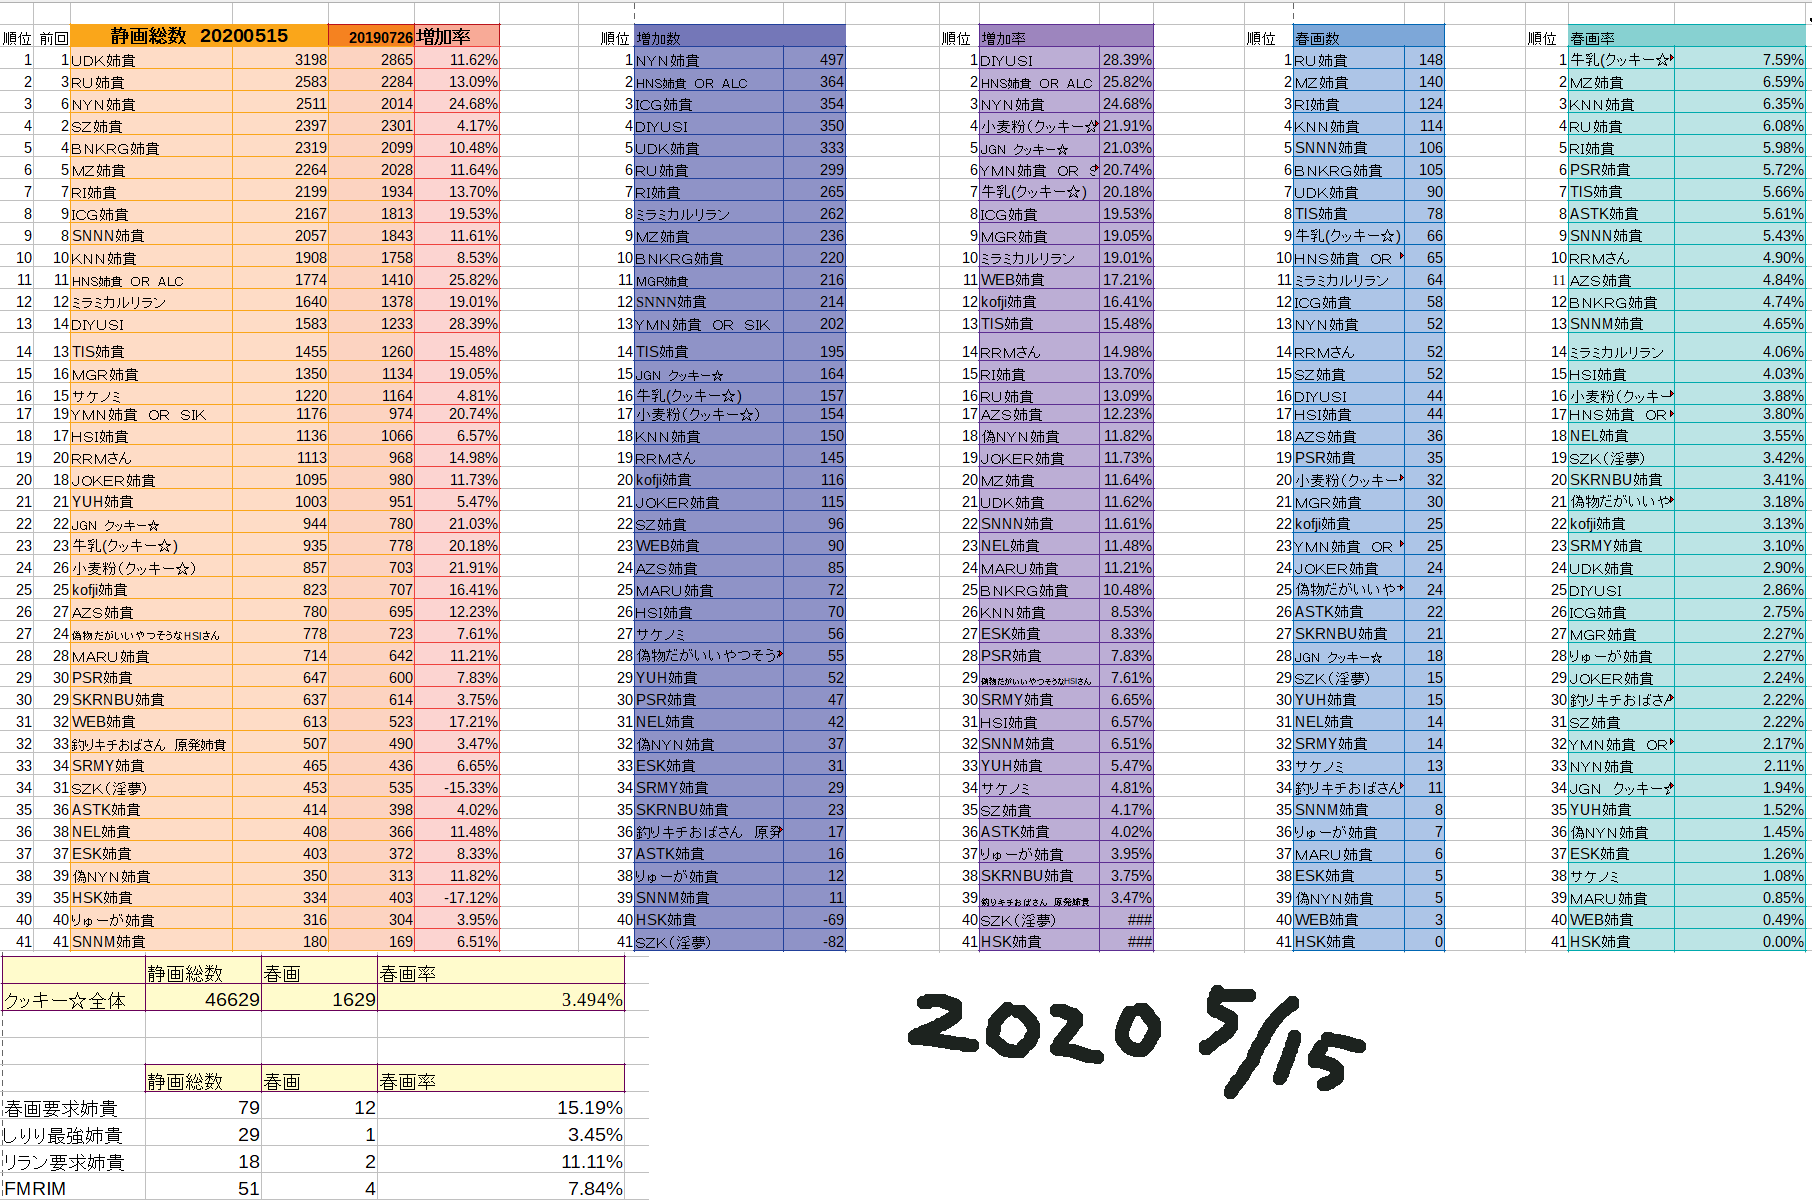 順位 前回 静画総数 20200515 20190726 増加率 順位 増加数 順位 増加率 順位 春画数 順位 春画率
1 1 UDK姉貴 3198 2865 11.62% 1 NYN姉貴 497 1 DIYUSI 28.39% 1 RU姉貴 148 1 牛乳(クッキー☆ 7.59%
2 3 RU姉貴 2583 2284 13.09% 2 HNS姉貴 OR ALC 364 2 HNS姉貴 OR ALC 25.82% 2 MZ姉貴 140 2 MZ姉貴 6.59%
3 6 NYN姉貴 2511 2014 24.68% 3 ICG姉貴 354 3 NYN姉貴 24.68% 3 RI姉貴 124 3 KNN姉貴 6.35%
4 2 SZ姉貴 2397 2301 4.17% 4 DIYUSI 350 4 小麦粉(クッキー☆ 21.91% 4 KNN姉貴 114 4 RU姉貴 6.08%
5 4 BNKRG姉貴 2319 2099 10.48% 5 UDK姉貴 333 5 JGN クッキー☆ 21.03% 5 SNNN姉貴 106 5 RI姉貴 5.98%
6 5 MZ姉貴 2264 2028 11.64% 6 RU姉貴 299 6 YMN姉貴 OR S 20.74% 6 BNKRG姉貴 105 6 PSR姉貴 5.72%
7 7 RI姉貴 2199 1934 13.70% 7 RI姉貴 265 7 牛乳(クッキー☆) 20.18% 7 UDK姉貴 90 7 TIS姉貴 5.66%
8 9 ICG姉貴 2167 1813 19.53% 8 ミラミカルリラン 262 8 ICG姉貴 19.53% 8 TIS姉貴 78 8 ASTK姉貴 5.61%
9 8 SNNN姉貴 2057 1843 11.61% 9 MZ姉貴 236 9 MGR姉貴 19.05% 9 牛乳(クッキー☆) 66 9 SNNN姉貴 5.43%
10 10 KNN姉貴 1908 1758 8.53% 10 BNKRG姉貴 220 10 ミラミカルリラン 19.01% 10 HNS姉貴 OR 65 10 RRMさん 4.90%
11 11 HNS姉貴 OR ALC 1774 1410 25.82% 11 MGR姉貴 216 11 WEB姉貴 17.21% 11 ミラミカルリラン 64 11 AZS姉貴 4.84%
12 12 ミラミカルリラン 1640 1378 19.01% 12 SNNN姉貴 214 12 kofji姉貴 16.41% 12 ICG姉貴 58 12 BNKRG姉貴 4.74%
13 14 DIYUSI 1583 1233 28.39% 13 YMN姉貴 OR SIK 202 13 TIS姉貴 15.48% 13 NYN姉貴 52 13 SNNM姉貴 4.65%
14 13 TIS姉貴 1455 1260 15.48% 14 TIS姉貴 195 14 RRMさん 14.98% 14 RRMさん 52 14 ミラミカルリラン 4.06%
15 16 MGR姉貴 1350 1134 19.05% 15 JGN クッキー☆ 164 15 RI姉貴 13.70% 15 SZ姉貴 52 15 HSI姉貴 4.03%
16 15 サケノミ 1220 1164 4.81% 16 牛乳(クッキー☆) 157 16 RU姉貴 13.09% 16 DIYUSI 44 16 小麦粉(クッキー 3.88%
17 19 YMN姉貴 OR SIK 1176 974 20.74% 17 小麦粉(クッキー☆) 154 17 AZS姉貴 12.23% 17 HSI姉貴 44 17 HNS姉貴 OR 3.80%
18 17 HSI姉貴 1136 1066 6.57% 18 KNN姉貴 150 18 偽NYN姉貴 11.82% 18 AZS姉貴 36 18 NEL姉貴 3.55%
19 20 RRMさん 1113 968 14.98% 19 RRMさん 145 19 JOKER姉貴 11.73% 19 PSR姉貴 35 19 SZK(淫夢) 3.42%
20 18 JOKER姉貴 1095 980 11.73% 20 kofji姉貴 116 20 MZ姉貴 11.64% 20 小麦粉(クッキー 32 20 SKRNBU姉貴 3.41%
21 21 YUH姉貴 1003 951 5.47% 21 JOKER姉貴 115 21 UDK姉貴 11.62% 21 MGR姉貴 30 21 偽物だがいいや 3.18%
22 22 JGN クッキー☆ 944 780 21.03% 22 SZ姉貴 96 22 SNNN姉貴 11.61% 22 kofji姉貴 25 22 kofji姉貴 3.13%
23 23 牛乳(クッキー☆) 935 778 20.18% 23 WEB姉貴 90 23 NEL姉貴 11.48% 23 YMN姉貴 OR 25 23 SRMY姉貴 3.10%
24 26 小麦粉(クッキー☆) 857 703 21.91% 24 AZS姉貴 85 24 MARU姉貴 11.21% 24 JOKER姉貴 24 24 UDK姉貴 2.90%
25 25 kofji姉貴 823 707 16.41% 25 MARU姉貴 72 25 BNKRG姉貴 10.48% 25 偽物だがいいや 24 25 DIYUSI 2.86%
26 27 AZS姉貴 780 695 12.23% 26 HSI姉貴 70 26 KNN姉貴 8.53% 26 ASTK姉貴 22 26 ICG姉貴 2.75%
27 24 偽物だがいいやつそうなHSIさん 778 723 7.61% 27 サケノミ 56 27 ESK姉貴 8.33% 27 SKRNBU姉貴 21 27 MGR姉貴 2.27%
28 28 MARU姉貴 714 642 11.21% 28 偽物だがいいやつそう 55 28 PSR姉貴 7.83% 28 JGN クッキー☆ 18 28 りゅーが姉貴 2.27%
29 30 PSR姉貴 647 600 7.83% 29 YUH姉貴 52 29 偽物だがいいやつそうなHSIさん 7.61% 29 SZK(淫夢) 15 29 JOKER姉貴 2.24%
30 29 SKRNBU姉貴 637 614 3.75% 30 PSR姉貴 47 30 SRMY姉貴 6.65% 30 YUH姉貴 15 30 釣りキチおばさ 2.22%
31 32 WEB姉貴 613 523 17.21% 31 NEL姉貴 42 31 HSI姉貴 6.57% 31 NEL姉貴 14 31 SZ姉貴 2.22%
32 33 釣りキチおばさん 原発姉貴 507 490 3.47% 32 偽NYN姉貴 37 32 SNNM姉貴 6.51% 32 SRMY姉貴 14 32 YMN姉貴 OR 2.17%
33 34 SRMY姉貴 465 436 6.65% 33 ESK姉貴 31 33 YUH姉貴 5.47% 33 サケノミ 13 33 NYN姉貴 2.11%
34 31 SZK(淫夢) 453 535 -15.33% 34 SRMY姉貴 29 34 サケノミ 4.81% 34 釣りキチおばさん 11 34 JGN クッキー☆ 1.94%
35 36 ASTK姉貴 414 398 4.02% 35 SKRNBU姉貴 23 35 SZ姉貴 4.17% 35 SNNM姉貴 8 35 YUH姉貴 1.52%
36 38 NEL姉貴 408 366 11.48% 36 釣りキチおばさん 原発 17 36 ASTK姉貴 4.02% 36 りゅーが姉貴 7 36 偽NYN姉貴 1.45%
37 37 ESK姉貴 403 372 8.33% 37 ASTK姉貴 16 37 りゅーが姉貴 3.95% 37 MARU姉貴 6 37 ESK姉貴 1.26%
38 39 偽NYN姉貴 350 313 11.82% 38 りゅーが姉貴 12 38 SKRNBU姉貴 3.75% 38 ESK姉貴 5 38 サケノミ 1.08%
39 35 HSK姉貴 334 403 -17.12% 39 SNNM姉貴 11 39 釣りキチおばさん 原発姉貴 3.47% 39 偽NYN姉貴 5 39 MARU姉貴 0.85%
40 40 りゅーが姉貴 316 304 3.95% 40 HSK姉貴 -69 40 SZK(淫夢) ### 40 WEB姉貴 3 40 WEB姉貴 0.49%
41 41 SNNM姉貴 180 169 6.51% 41 SZK(淫夢) -82 41 HSK姉貴 ### 41 HSK姉貴 0 41 HSK姉貴 0.00%
静画総数 春画 春画率
クッキー☆全体 46629 1629 3.494%
2020 5/15
静画総数 春画 春画率
春画要求姉貴 79 12 15.19%
しりり最強姉貴 29 1 3.45%
リラン要求姉貴 18 2 11.11%
FMRIM 51 4 7.84%